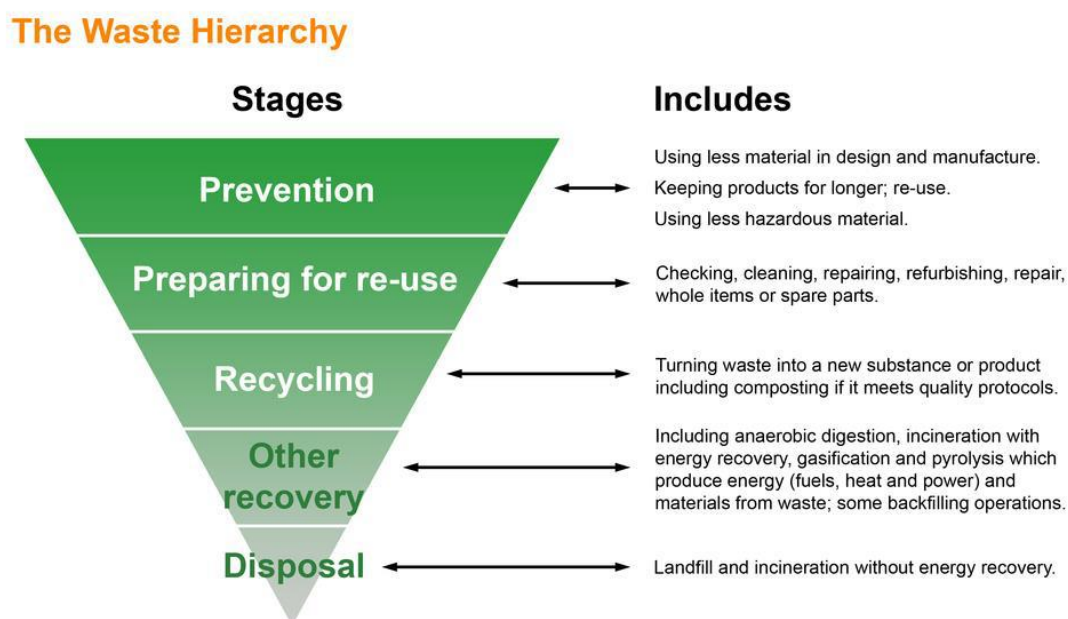 The Waste Hierarchy
Stages
Includes
Prevention
Using less material in design and manufacture.
Keeping products for longer; re-use.
Using less hazardous material.
Preparing for re-use
Checking, cleaning, repairing, refurbishing, repair,
whole items or spare parts.
Recycling
Turning waste into a new substance or product
including composting if it meets quality protocols.
Other
recovery
Including anaerobic digestion, incineration with
energy recovery, gasification and pyrolysis which
produce energy (fuels, heat and power) and
materials from waste; some backfilling operations.
Disposal
Landfill and incineration without energy recovery.